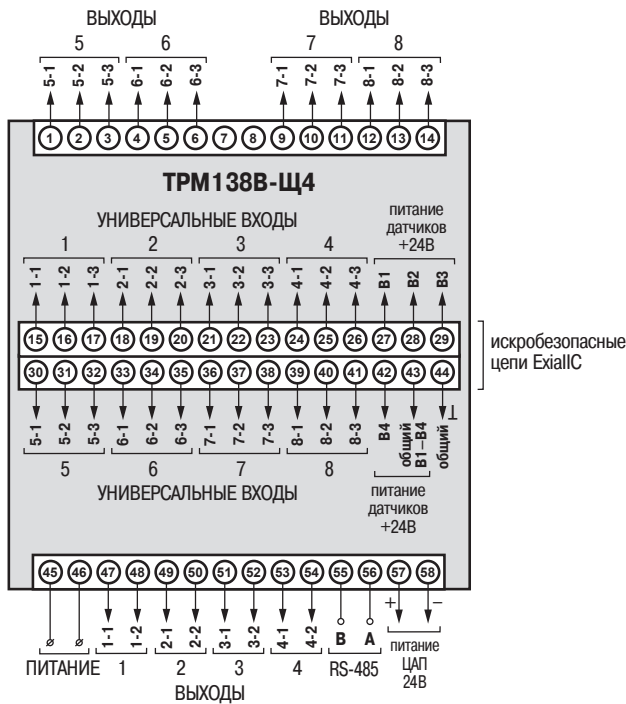 ВЫХОДЫ ВЫХОДЫ
5 6 7 8
5-1 5-2 5-3 6-1 6-2 6-3 7-1 7-2 7-3 8-1 8-2 8-3
1 2 3 4 5 6 7 8 9 10 11 12 13 14
ТРМ138В-Щ4
УНИВЕРСАЛЬНЫЕ ВХОДЫ
питание
датчиков
+24В
1 2 3 4
1-1 1-2 1-3 2-1 2-2 2-3 3-1 3-2 3-3 4-1 4-2 4-3 В1 В2 В3
15 16 17 18 19 20 21 22 23 24 25 26 27 28 29
30 31 32 33 34 35 36 37 38 39 40 41 42 43 44
искробезопасные
цепи ExiaIIC
5-1 5-2 5-3 6-1 6-2 6-3 7-1 7-2 7-3 8-1 8-2 8-3 В4 общий В1–В4 общий ⊥
5 6 7 8
УНИВЕРСАЛЬНЫЕ ВХОДЫ
питание
датчиков
+24В
45 46 47 48 49 50 51 52 53 54 55 56 57 58
+ –
1-1 1-2 2-1 2-2 3-1 3-2 4-1 4-2 B A
ПИТАНИЕ 1 2 3 4 RS-485
питание
ЦАП
24В
ВЫХОДЫ